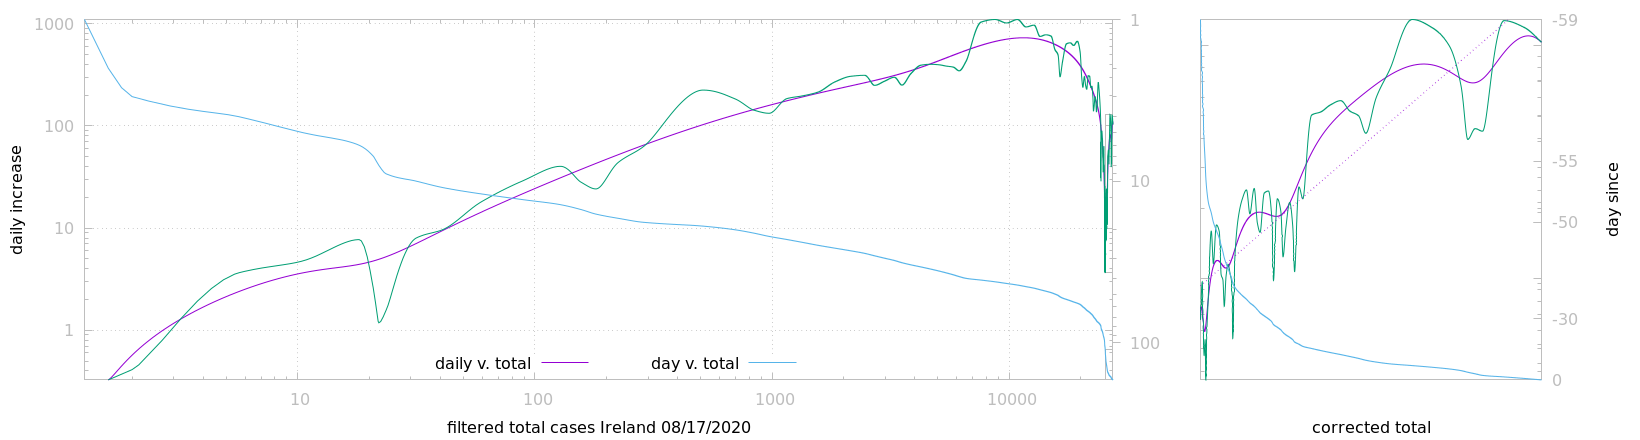 1000
100
10
1
daily increase
10
100
1000
10000
1
10
100
daily v. total
day v. total
filtered total cases Ireland 08/17/2020
-59
-55
-50
-30
0
day since
corrected total